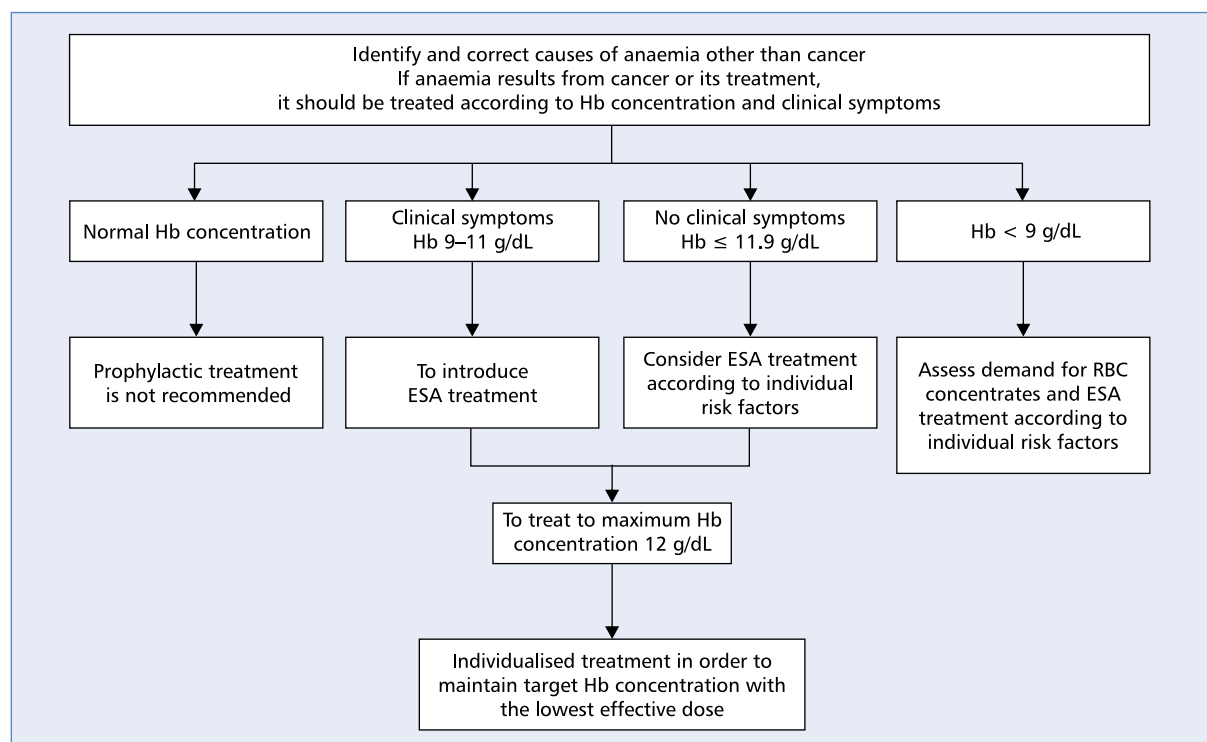 Identify and correct causes of anaemia other than cancer
If anaemia results from cancer or its treatment,
it should be treated according to Hb concentration and clinical symptoms
Normal Hb concentration
Clinical symptoms
Hb 9–11 g/dL
No clinical symptoms
Hb ≤ 11.9 g/dL
Hb < 9 g/dL
Prophylactic treatment
is not recommended
To introduce
ESA treatment
Consider ESA treatment
according to individual
risk factors
Assess demand for RBC
concentrates and ESA
treatment according to
individual risk factors
To treat to maximum Hb
concentration 12 g/dL
Individualised treatment in order to
maintain target Hb concentration with
the lowest effective dose